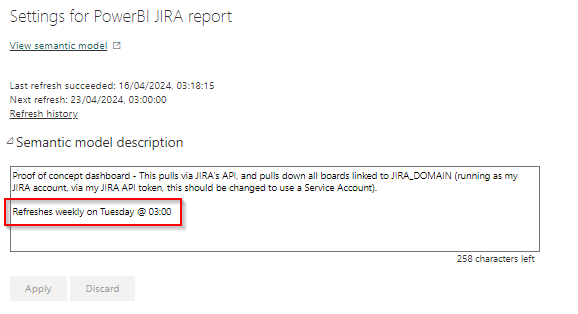 Settings for PowerBI JIRA report
View semantic model
Last refresh succeeded: 16/04/2024, 03:18:15
Next refresh: 23/04/2024, 03:00:00
Refresh history
Semantic model description
Proof of concept dashboard - This pulls via JIRA's API, and pulls down all boards linked to JIRA_DOMAIN (running as my
JIRA account, via my JIRA API token, this should be changed to use a Service Account).
Refreshes weekly on Tuesday @ 03:00
258 characters left
Apply Discard